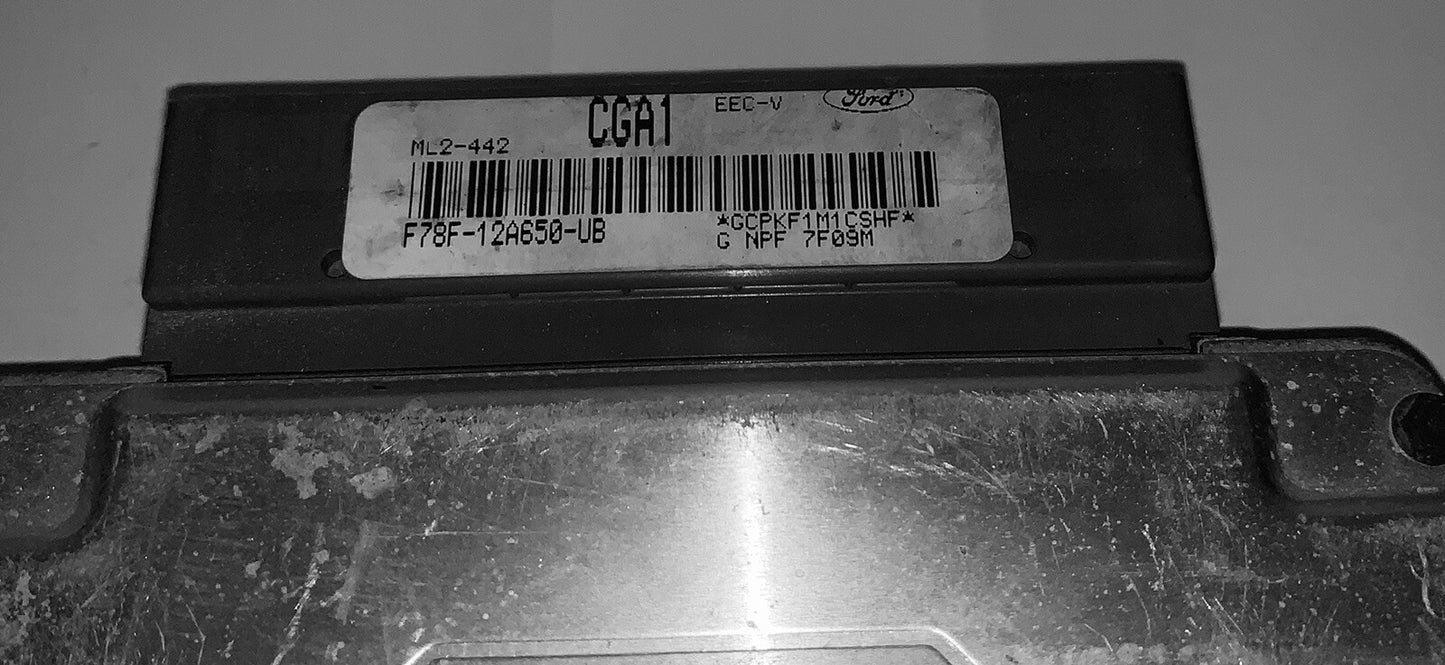 CGA1 EEC-V Ford
ML2-442
F78F-12A650-UB *GCPKF1M1CSHF*
G NPF 7F09M